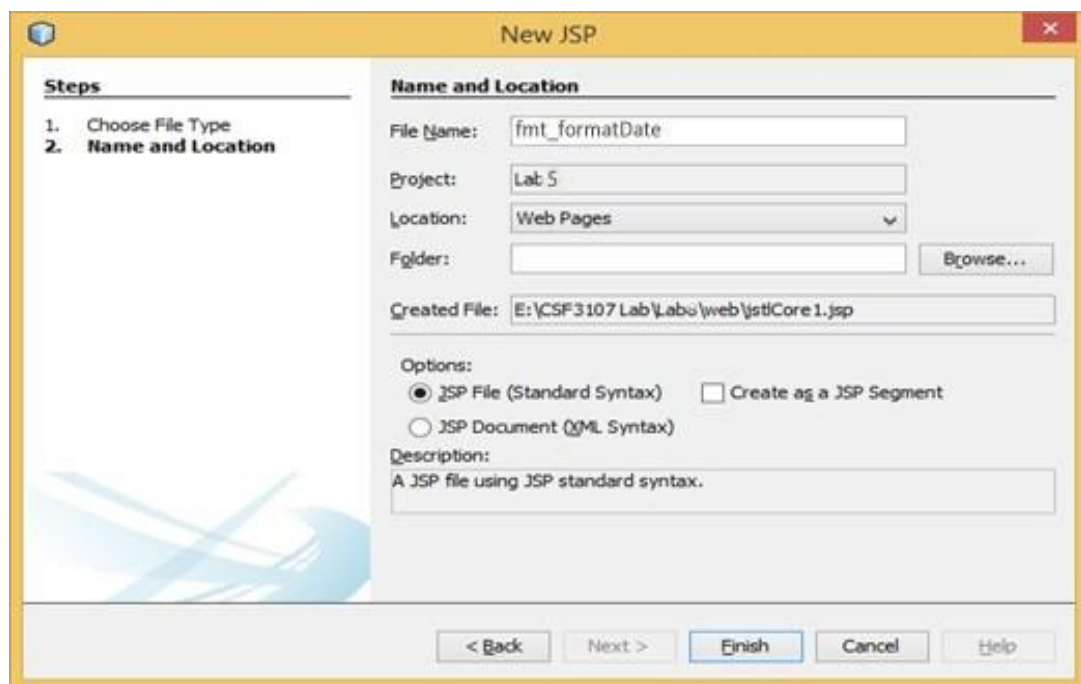 New JSP
Steps
1. Choose File Type
2. Name and Location
Name and Location
File Name: fmt_formatDate
Project: Lab 5
Location: Web Pages
Folder: Browse...
Created File: E:\CSF3107 Lab\Lab\web\jstlCore1.jsp
Options:
JSP File (Standard Syntax) Create as a JSP Segment
JSP Document (XML Syntax)
Description:
A JSP file using JSP standard syntax.
< Back Next > Finish Cancel Help